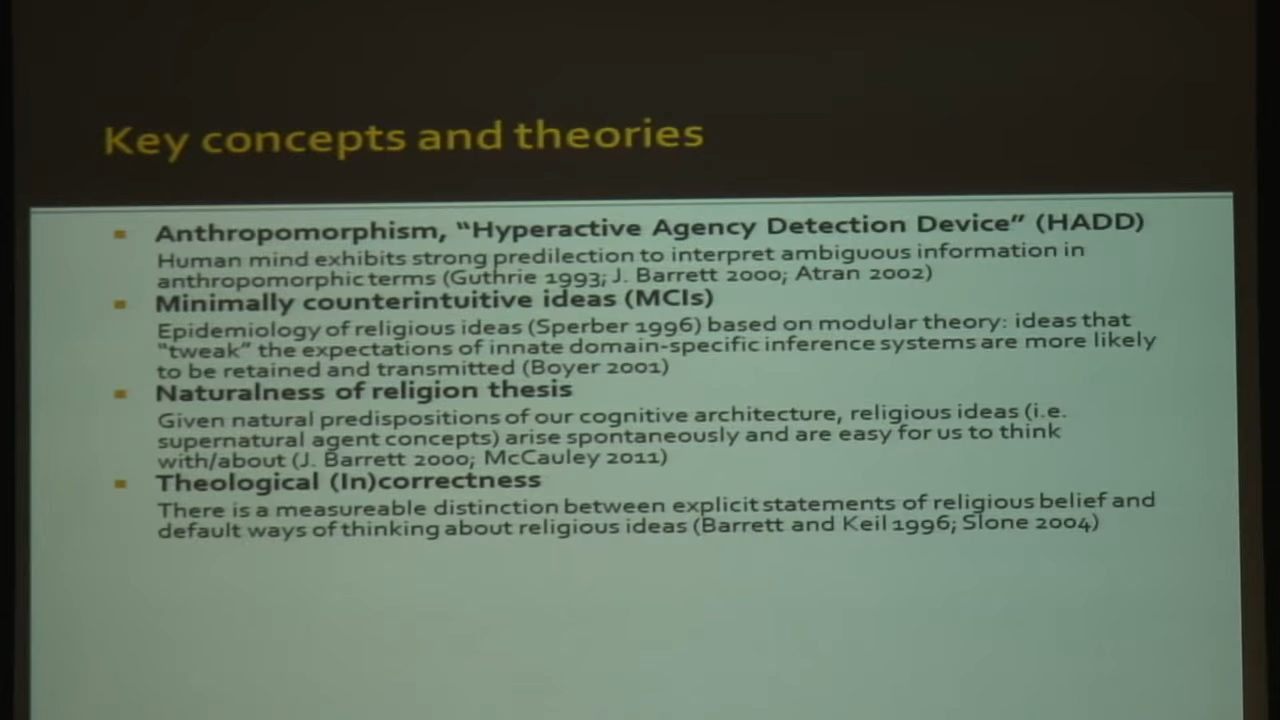 Key concepts and theories
Anthropomorphism, “Hyperactive Agency Detection Device” (HADD)
Human mind exhibits strong predilection to interpret ambiguous information in
anthropomorphic terms (Guthrie 1993; J. Barrett 2000; Atran 2002)
Minimally counterintuitive ideas (MCIs)
Epidemiology of religious ideas (Sperber 1996) based on modular theory: ideas that
“tweak” the expectations of innate domain-specific inference systems are more likely
to be retained and transmitted (Boyer 2001)
Naturalness of religion thesis
Given natural predispositions of our cognitive architecture, religious ideas (i.e.
supernatural agent concepts) arise spontaneously and are easy for us to think
with/about (J. Barrett 2000; McCauley 2011)
Theological (In)correctness
There is a measureable distinction between explicit statements of religious belief and
default ways of thinking about religious ideas (Barrett and Keil 1996; Slone 2004)